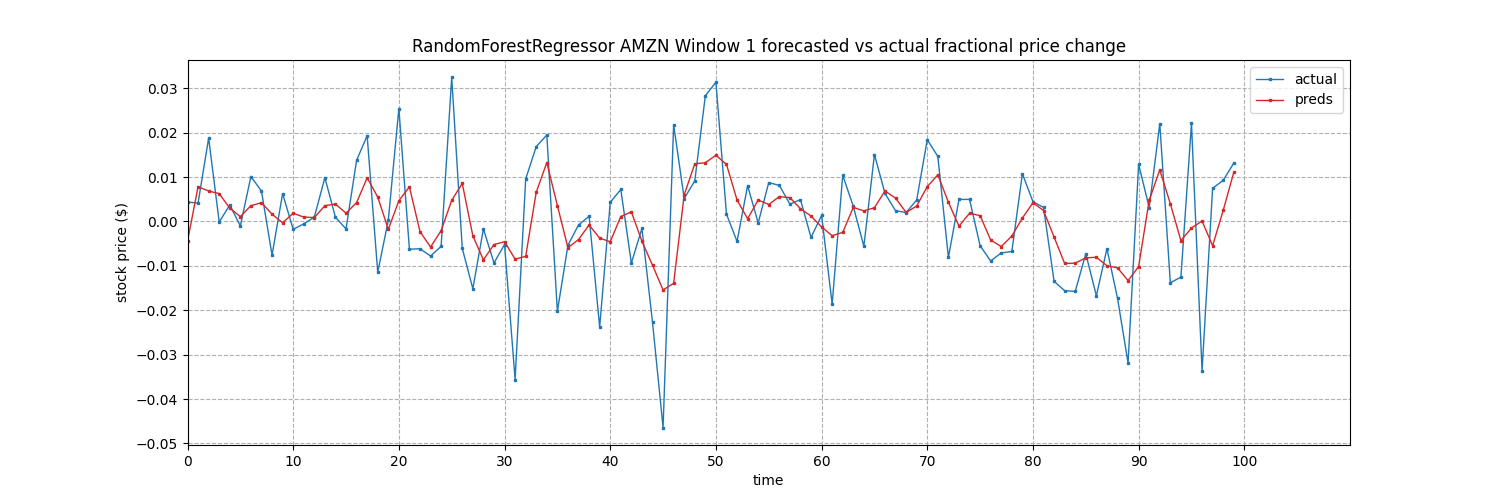 RandomForestRegressor AMZN Window 1 forecasted vs actual fractional price change
actual
preds
stock price ($)
0.03
0.02
0.01
0.00
−0.01
−0.02
−0.03
−0.04
−0.05
0 10 20 30 40 50 60 70 80 90 100
time